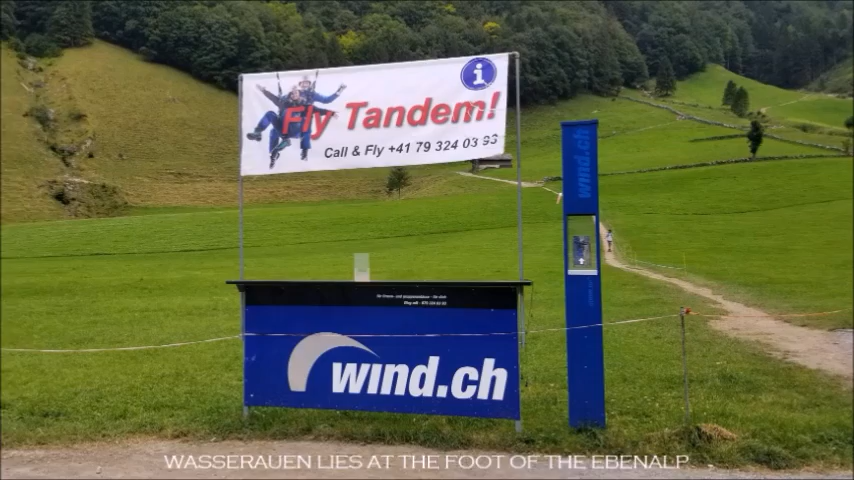 i
Fly Tandem!
Call & Fly +41 79 324 03 93
wind.ch
wind.ch
WASSERAUEN LIES AT THE FOOT OF THE EBENALP